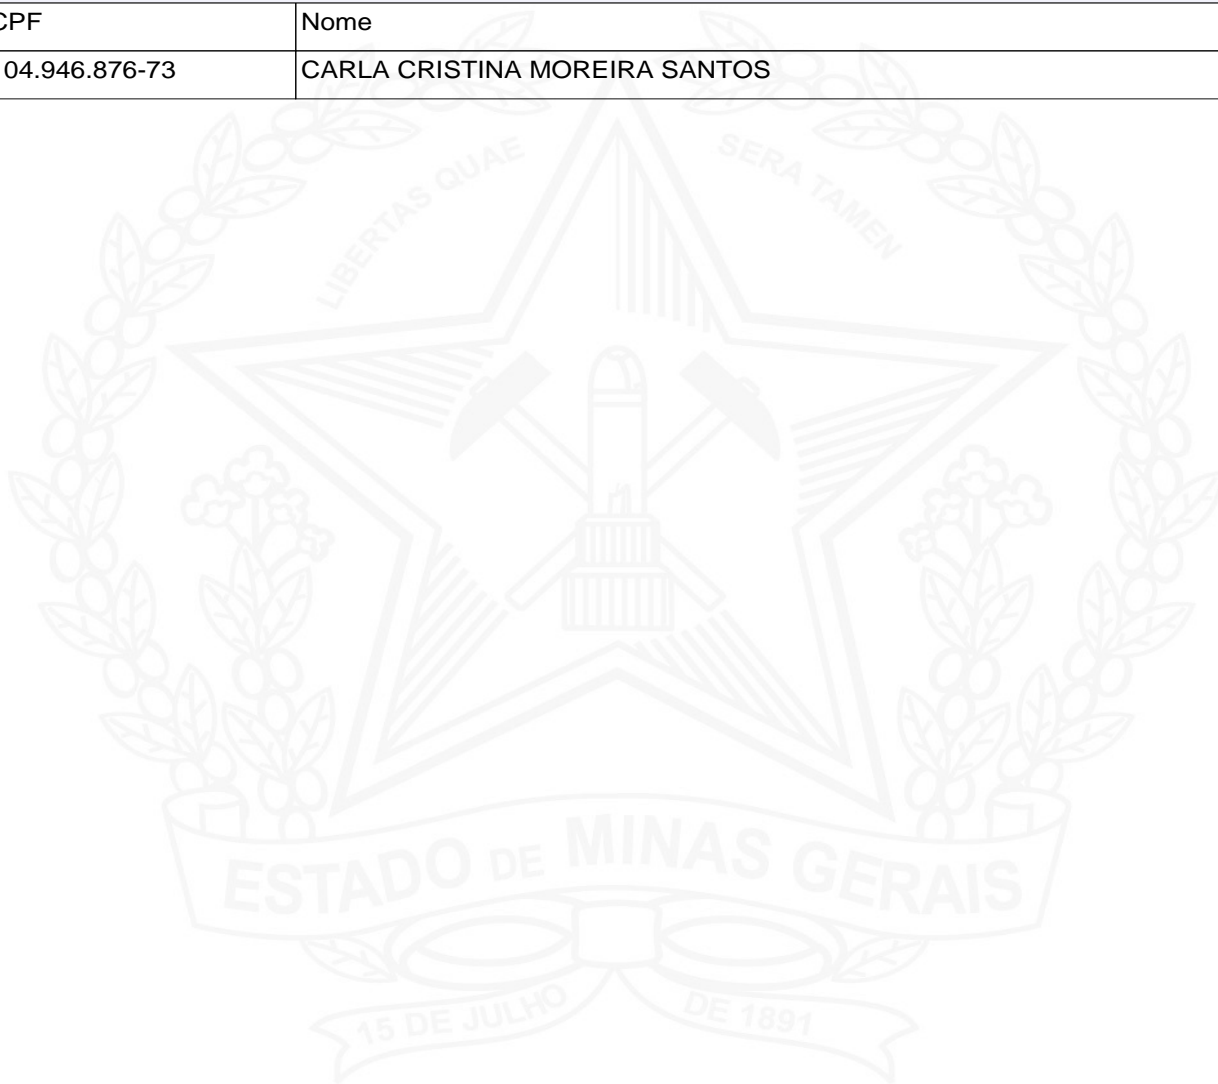 CPF Nome
04.946.876-73 CARLA CRISTINA MOREIRA SANTOS
LIBERTAS QUAE SERA TAMEN
ESTADO DE MINAS GERAIS
15 DE JULHO DE 1891